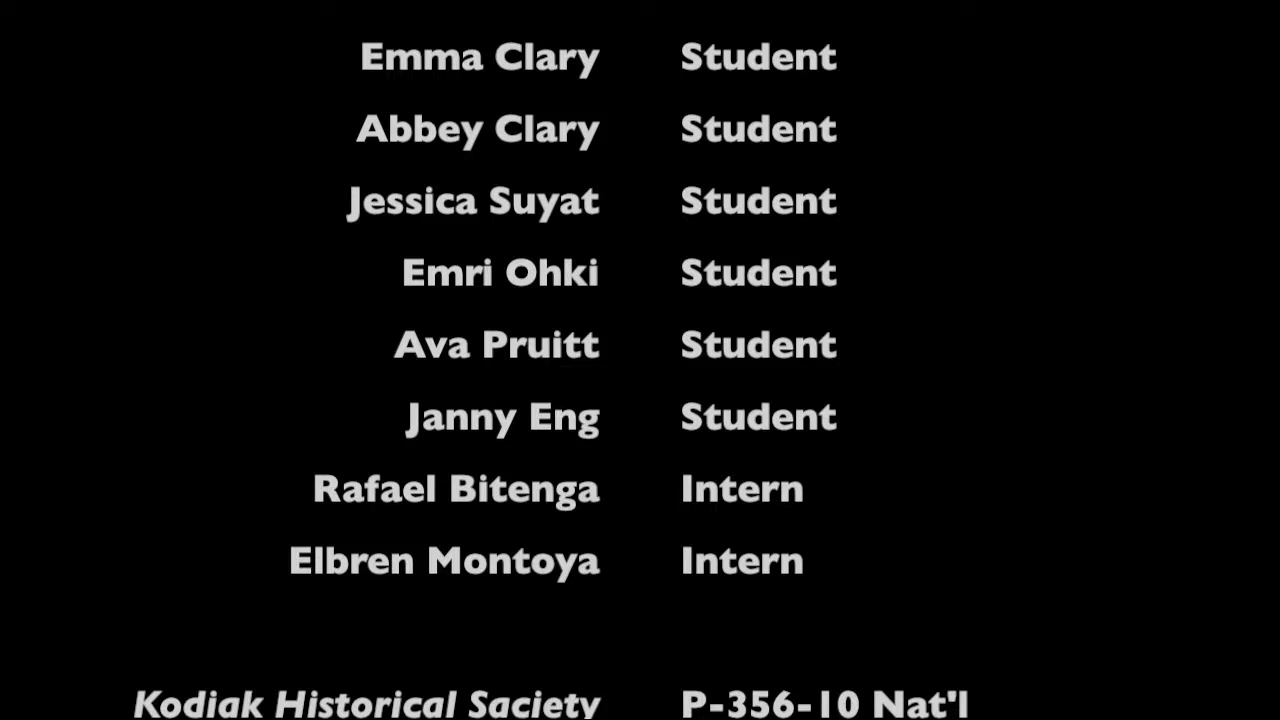 Emma Clary Student
Abbey Clary Student
Jessica Suyat Student
Emri Ohki Student
Ava Pruitt Student
Janny Eng Student
Rafael Bitenga Intern
Elbren Montoya Intern
Kodiak Historical Saciety P-356-10 Nat'l